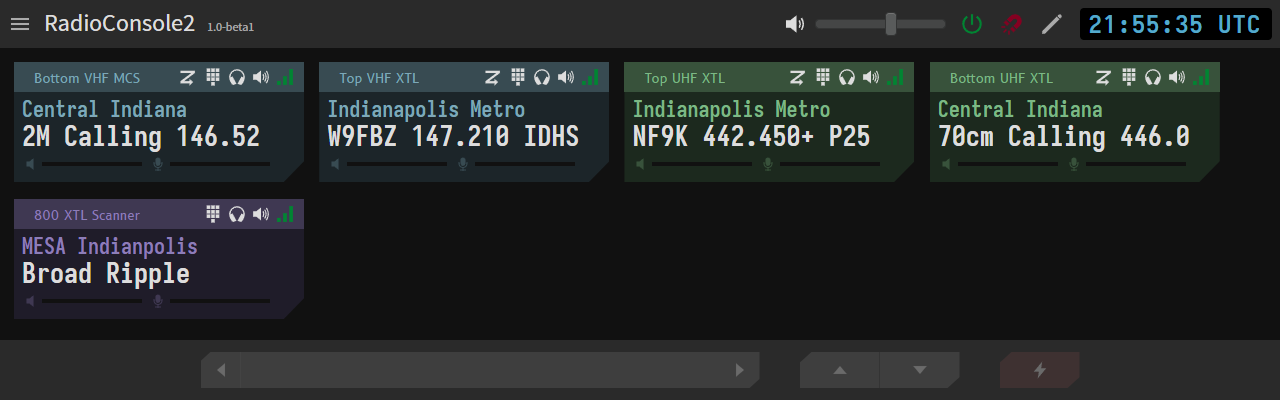 RadioConsole2 1.0-beta1
21:55:35 UTC
Bottom VHF MCS
Central Indiana
2M Calling 146.52
Top VHF XTL
Indianapolis Metro
W9FBZ 147.210 IDHS
Top UHF XTL
Indianapolis Metro
NF9K 442.450+ P25
Bottom UHF XTL
Central Indiana
70cm Calling 446.0
800 XTL Scanner
MESA Indianpolis
Broad Ripple